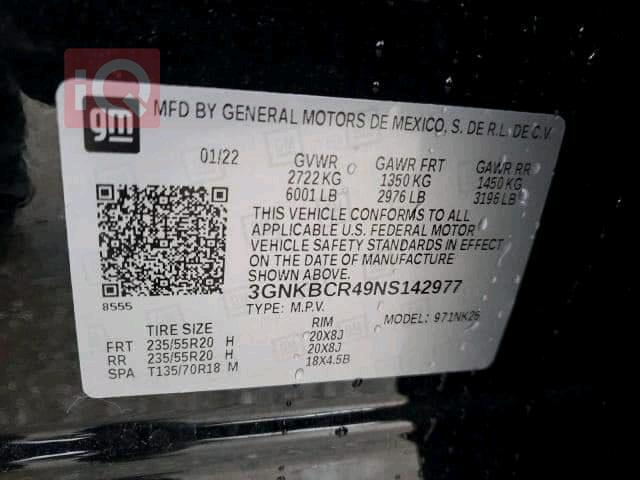 IQ
gm
MFD BY GENERAL MOTORS DE MEXICO, S. DE R.L. DE C.V
01/22 GVWR GAWR FRT GAWR RR
2722 KG 1350 KG 1450 KG
6001 LB 2976 LB 3196 LB
THIS VEHICLE CONFORMS TO ALL
APPLICABLE U.S. FEDERAL MOTOR
VEHICLE SAFETY STANDARDS IN EFFECT
ON THE DATE OF MANUFACTURE
SHOWN ABOVE.
8555 3GNKBCR49NS142977
TYPE: M.P.V. MODEL: 971NK26
TIRE SIZE RIM
FRT 235/55R20 H 20X8J
RR 235/55R20 H 20X8J
SPA T135/70R18 M 18X4.5B